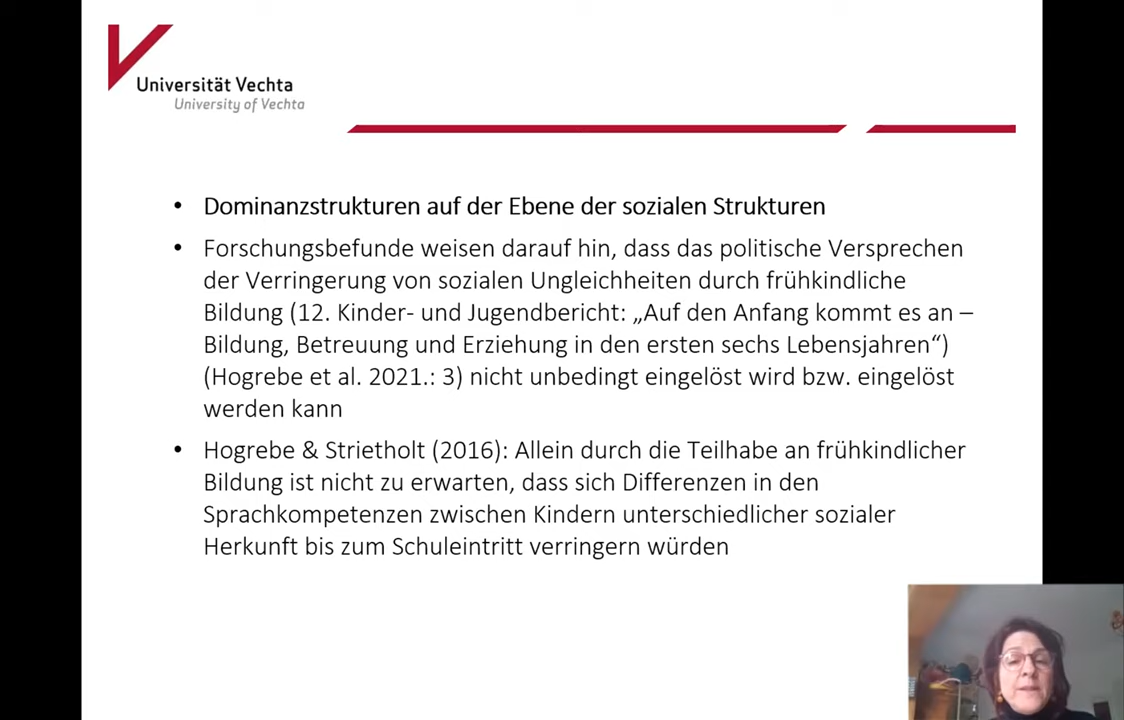 Universität Vechta
University of Vechta
• Dominanzstrukturen auf der Ebene der sozialen Strukturen
• Forschungsbefunde weisen darauf hin, dass das politische Versprechen
der Verringerung von sozialen Ungleichheiten durch frühkindliche
Bildung (12. Kinder- und Jugendbericht: „Auf den Anfang kommt es an –
Bildung, Betreuung und Erziehung in den ersten sechs Lebensjahren“)
(Hogrebe et al. 2021.: 3) nicht unbedingt eingelöst wird bzw. eingelöst
werden kann
• Hogrebe & Strietholt (2016): Allein durch die Teilhabe an frühkindlicher
Bildung ist nicht zu erwarten, dass sich Differenzen in den
Sprachkompetenzen zwischen Kindern unterschiedlicher sozialer
Herkunft bis zum Schuleintritt verringern würden